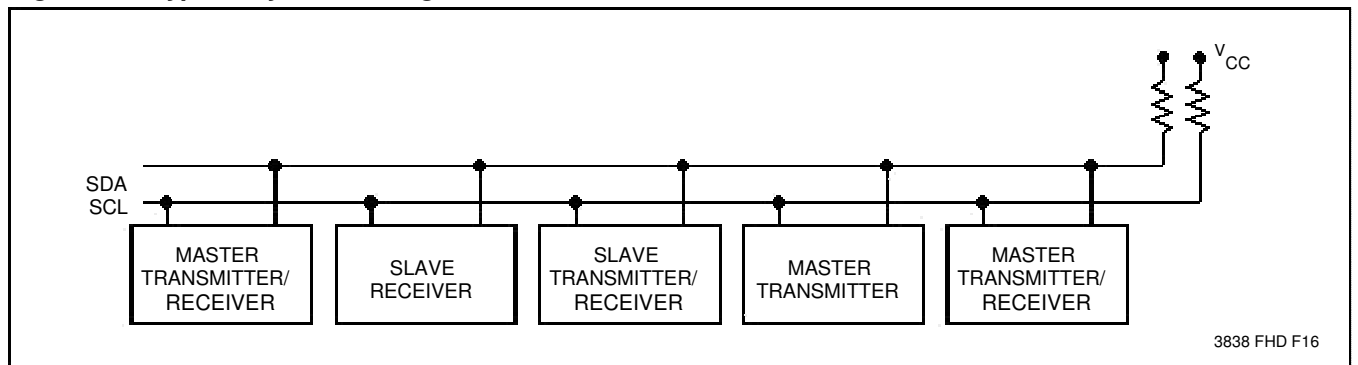 V
CC
SDA
SCL
MASTER
TRANSMITTER/
RECEIVER
SLAVE
RECEIVER
SLAVE
TRANSMITTER/
RECEIVER
MASTER
TRANSMITTER
MASTER
TRANSMITTER/
RECEIVER
3838 FHD F16